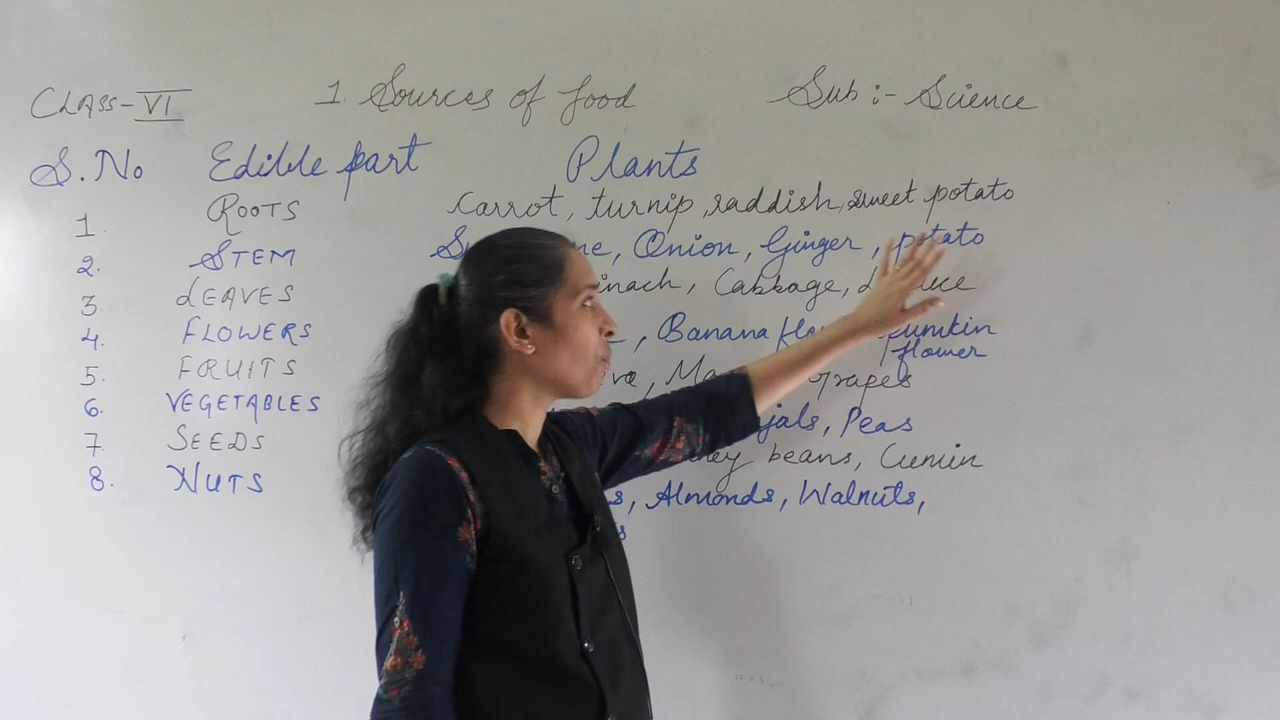 CLASS-VI 1. Sources of food Sub:- Science
S.No Edible part Plants
1. ROOTS Carrot, turnip, raddish, sweet potato
2. STEM Onion, Ginger, potato
3 LEAVES Cabbage,
4. FLOWERS , Banana pumkin flower
5. FRUITS grapes
6. VEGETABLES Peas
7. SEEDS beans, Cumin
8. NUTS , Almonds, Walnuts,